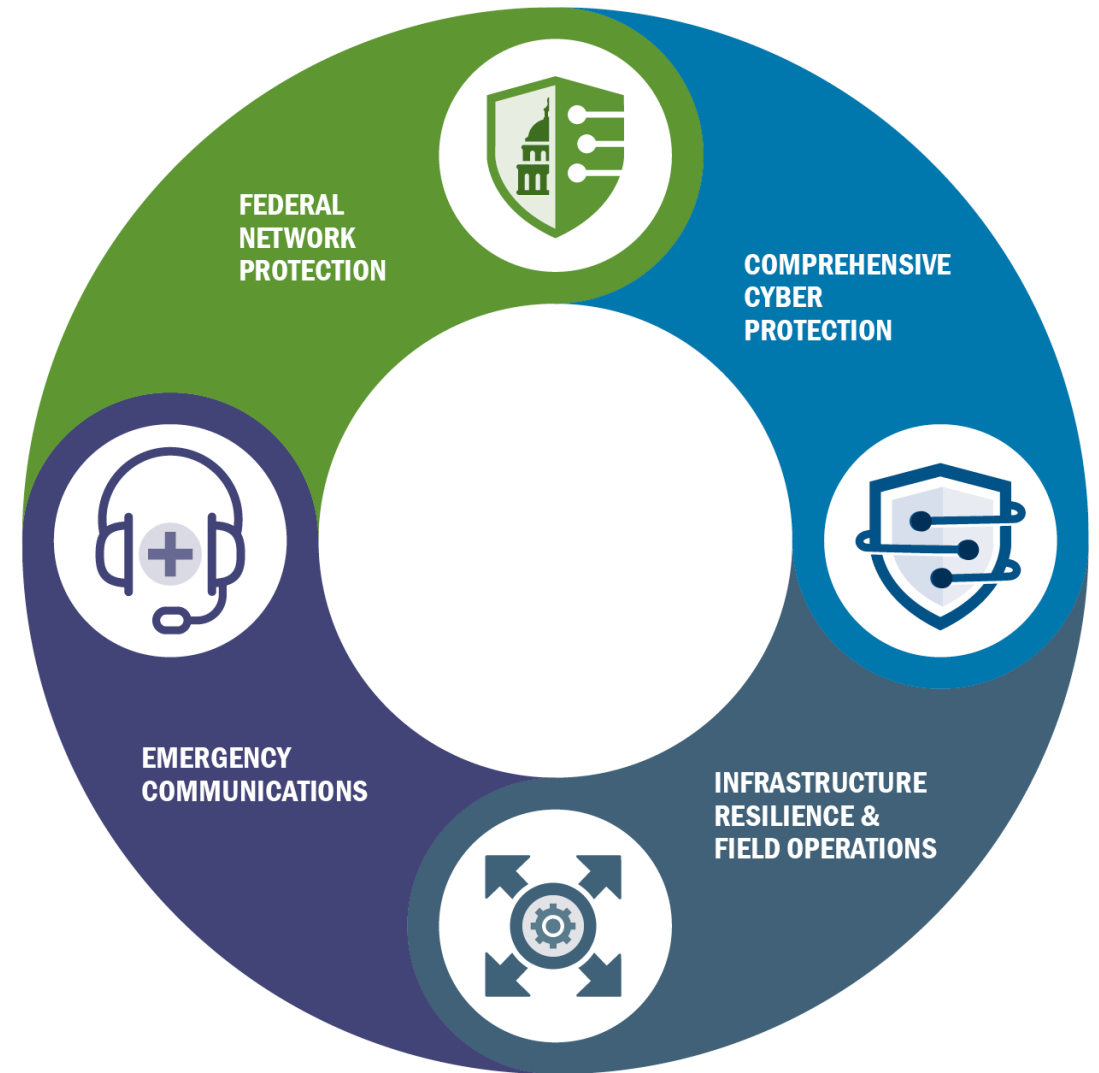 FEDERAL
NETWORK
PROTECTION
COMPREHENSIVE
CYBER
PROTECTION
EMERGENCY
COMMUNICATIONS
INFRASTRUCTURE
RESILIENCE &
FIELD OPERATIONS